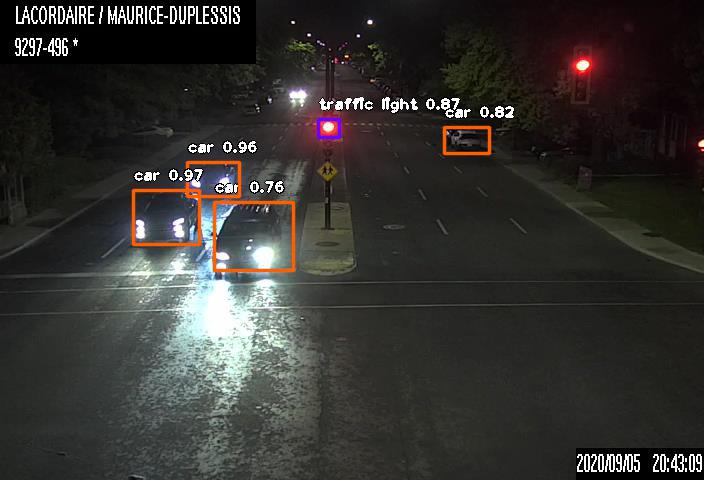 LACORDAIRE / MAURICE-DUPLESSIS
9297-496 *
traffic light 0.87
car 0.82
car 0.96
car 0.97
car 0.76
2020/09/05 20:43:09